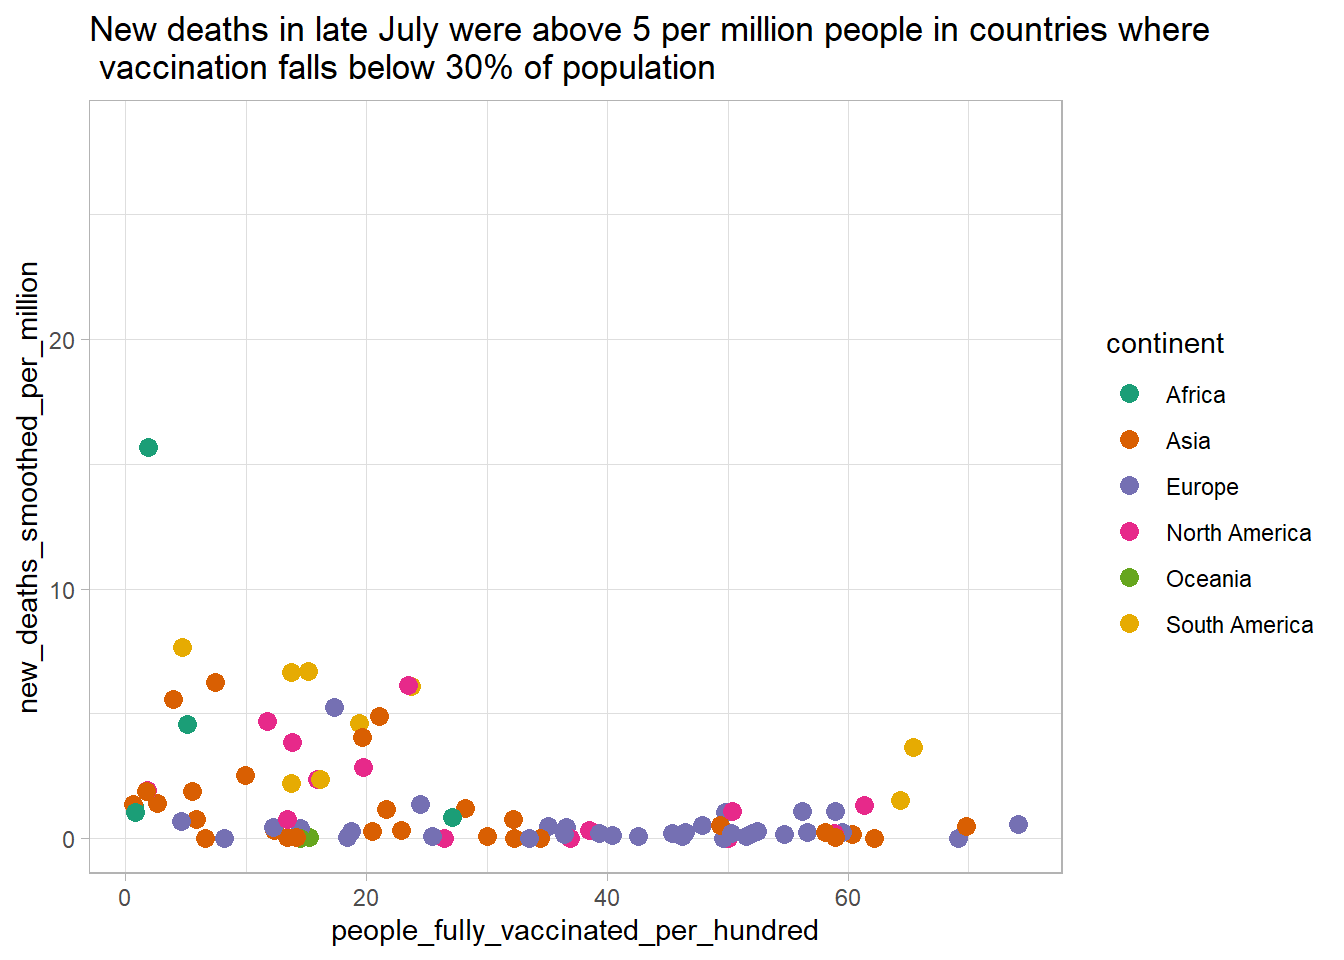 New deaths in late July were above 5 per million people in countries where
vaccination falls below 30% of population
new_deaths_smoothed_per_million
20
10
0
0 20 40 60
people_fully_vaccinated_per_hundred
continent
Africa
Asia
Europe
North America
Oceania
South America